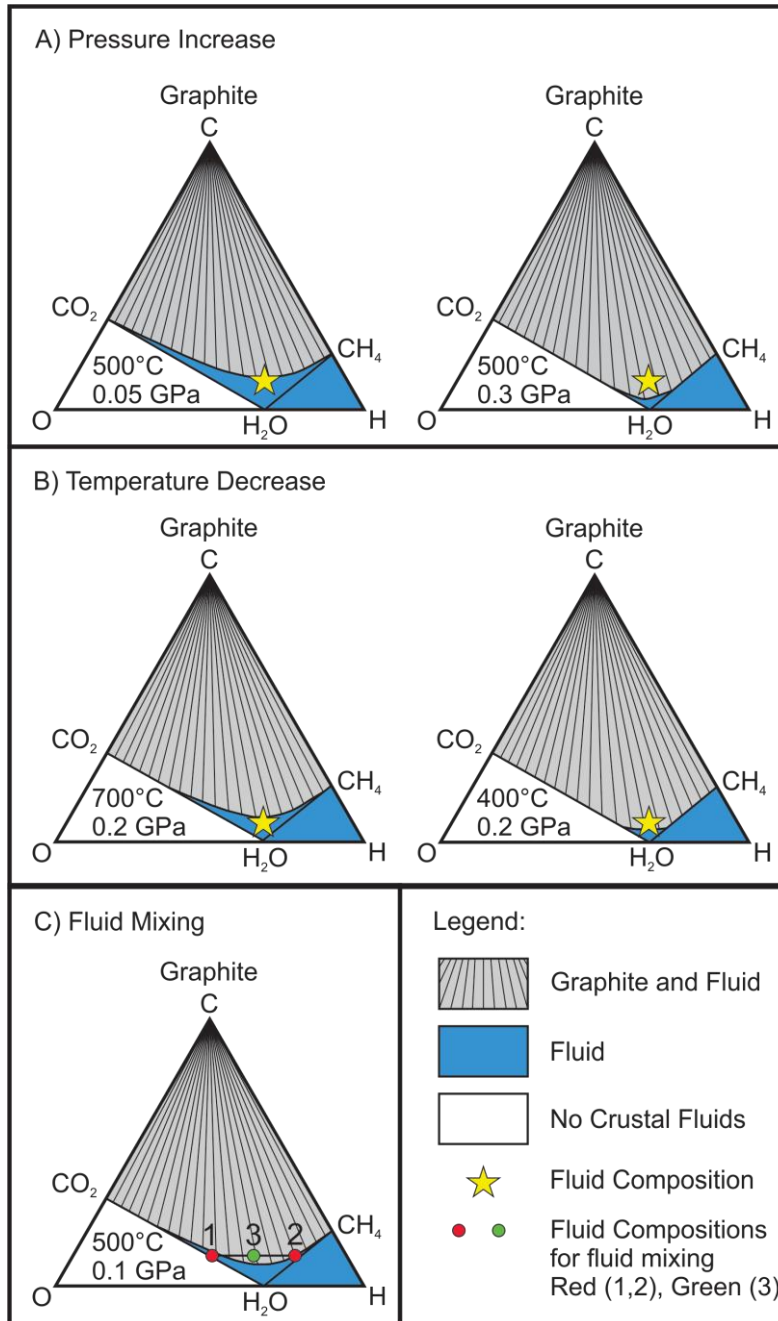 A) Pressure Increase
Graphite
C
CO₂
CH₄
500°C
0.05 GPa
O
H₂O
H
Graphite
C
CO₂
CH₄
500°C
0.3 GPa
O
H₂O
H
B) Temperature Decrease
Graphite
C
CO₂
CH₄
700°C
0.2 GPa
O
H₂O
H
Graphite
C
CO₂
CH₄
400°C
0.2 GPa
O
H₂O
H
C) Fluid Mixing
Graphite
C
CO₂
1 3 2
CH₄
500°C
0.1 GPa
O
H₂O
H
Legend:
Graphite and Fluid
Fluid
No Crustal Fluids
Fluid Composition
Fluid Compositions
for fluid mixing
Red (1,2), Green (3)